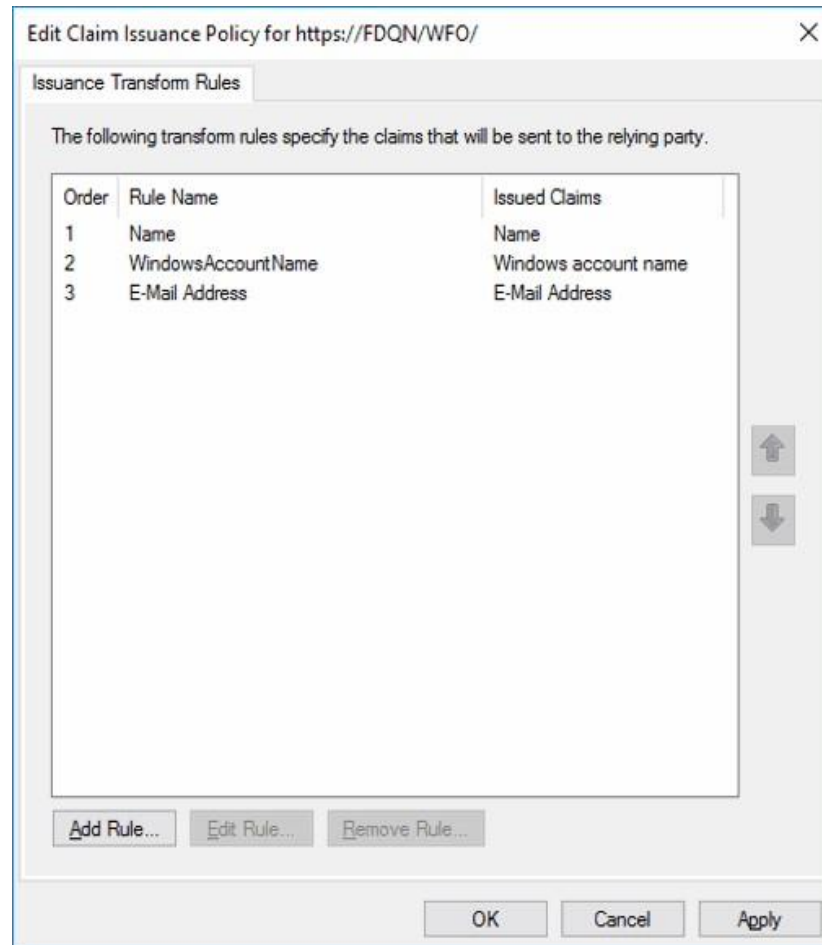 Edit Claim Issuance Policy for https://FDQN/WFO/
Issuance Transform Rules
The following transform rules specify the claims that will be sent to the relying party.
Order Rule Name Issued Claims
1 Name Name
2 WindowsAccountName Windows account name
3 E-Mail Address E-Mail Address
Add Rule... Edit Rule... Remove Rule...
OK Cancel Apply